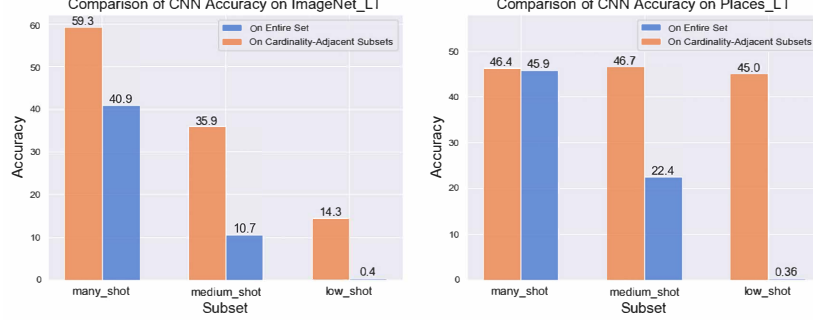 Comparison of CNN Accuracy on ImageNet_LT
60
50
40
30
20
10
0
Accuracy
On Entire Set
On Cardinality-Adjacent Subsets
59.3
40.9
35.9
10.7
14.3
0.4
many_shot
medium_shot
low_shot
Subset
Comparison of CNN Accuracy on Places_LT
50
40
30
20
10
0
Accuracy
On Entire Set
On Cardinality-Adjacent Subsets
46.4
45.9
46.7
22.4
45.0
0.36
many_shot
medium_shot
low_shot
Subset